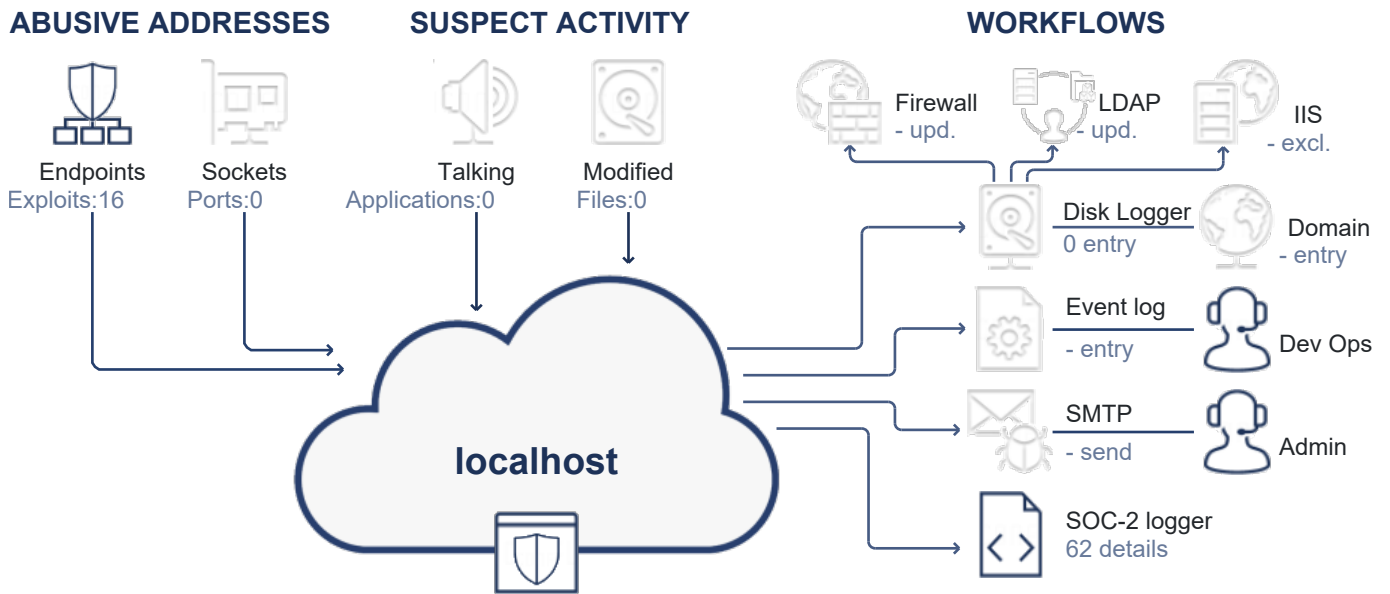 ABUSIVE ADDRESSES
SUSPECT ACTIVITY
WORKFLOWS
Endpoints
Exploits:16
Sockets
Ports:0
Talking
Applications:0
Modified
Files:0
Firewall
- upd.
LDAP
- upd.
IIS
- excl.
Disk Logger
0 entry
Domain
- entry
Event log
- entry
Dev Ops
SMTP
- send
Admin
localhost
SOC-2 logger
62 details